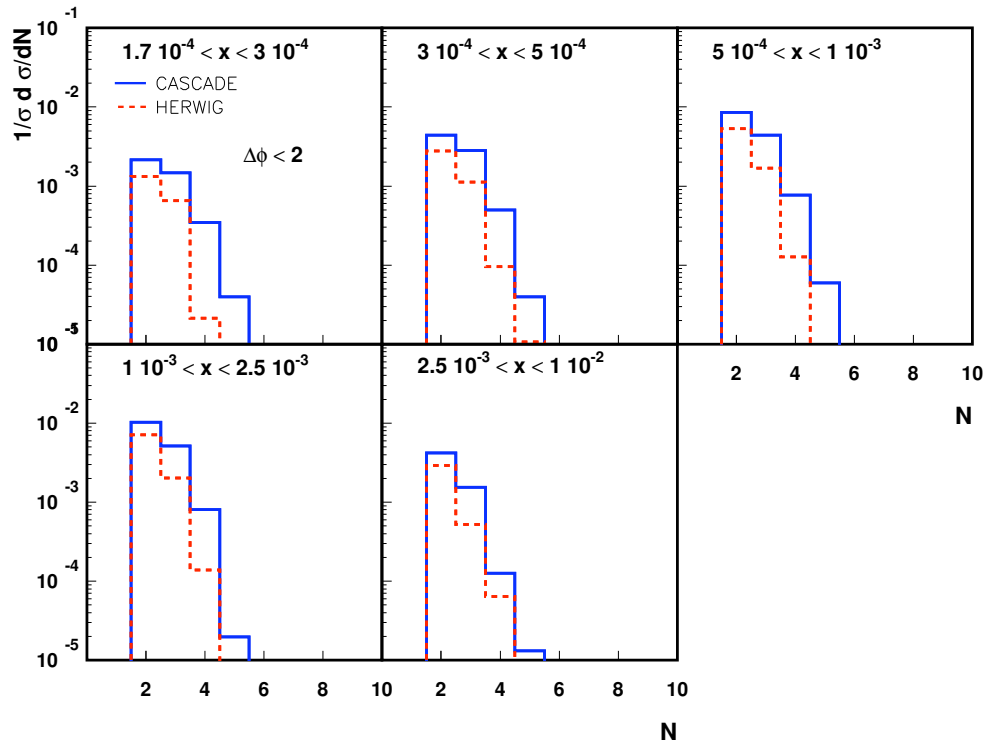 1/σ d σ/dN
10⁻¹
10⁻²
10⁻³
10⁻⁴
10⁻⁵
1.7 10⁻⁴ < x < 3 10⁻⁴
CASCADE
HERWIG
Δϕ < 2
3 10⁻⁴ < x < 5 10⁻⁴
5 10⁻⁴ < x < 1 10⁻³
2 4 6 8 10
N
10⁻²
10⁻³
10⁻⁴
10⁻⁵
1 10⁻³ < x < 2.5 10⁻³
2.5 10⁻³ < x < 1 10⁻²
2 4 6 8 10
2 4 6 8 10
N